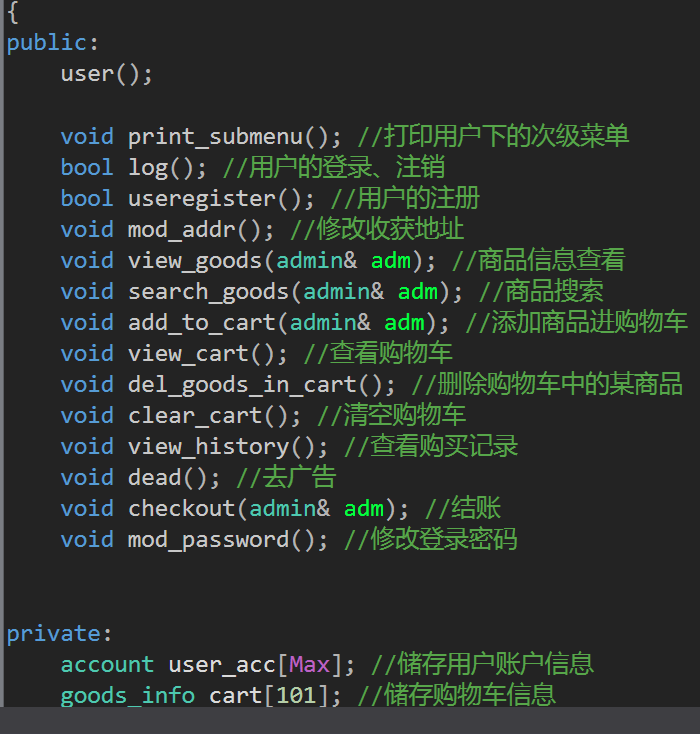 {
public:
user();
void print_submenu(); //打印用户下的次级菜单
bool log(); //用户的登录、注销
bool useregister(); //用户的注册
void mod_addr(); //修改收获地址
void view_goods(admin& adm); //商品信息查看
void search_goods(admin& adm); //商品搜索
void add_to_cart(admin& adm); //添加商品进购物车
void view_cart(); //查看购物车
void del_goods_in_cart(); //删除购物车中的某商品
void clear_cart(); //清空购物车
void view_history(); //查看购买记录
void dead(); //去广告
void checkout(admin& adm); //结账
void mod_password(); //修改登录密码
private:
account user_acc[Max]; //储存用户账户信息
goods_info cart[101]; //储存购物车信息